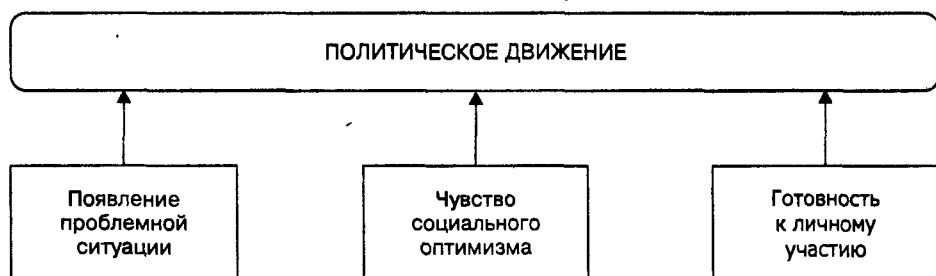 ПОЛИТИЧЕСКОЕ ДВИЖЕНИЕ
Появление
проблемной
ситуации
Чувство
социального
оптимизма
Готовность
к личному
участию